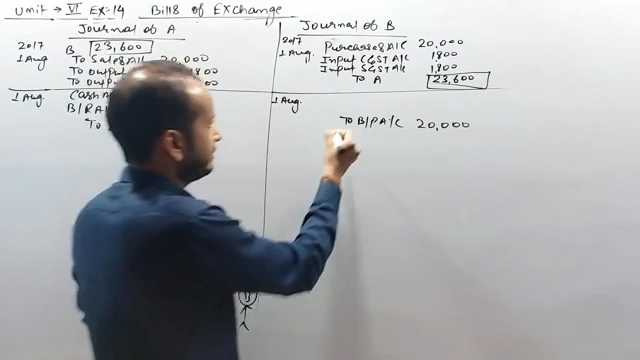 Unit → VI Ex:14 Bills of Exchange
Journal of A
2017
1 Aug B 23,600
To Sales A/C 20,000
To Output 1800
To
1 Aug Cash
B/R A
To
Journal of B
2017
1 Aug. Purchases A/C 20,000
Input CGST A/C 1800
Input SGST A/C 1,800
To A 23,600
1 Aug.
To B/P A/C 20,000